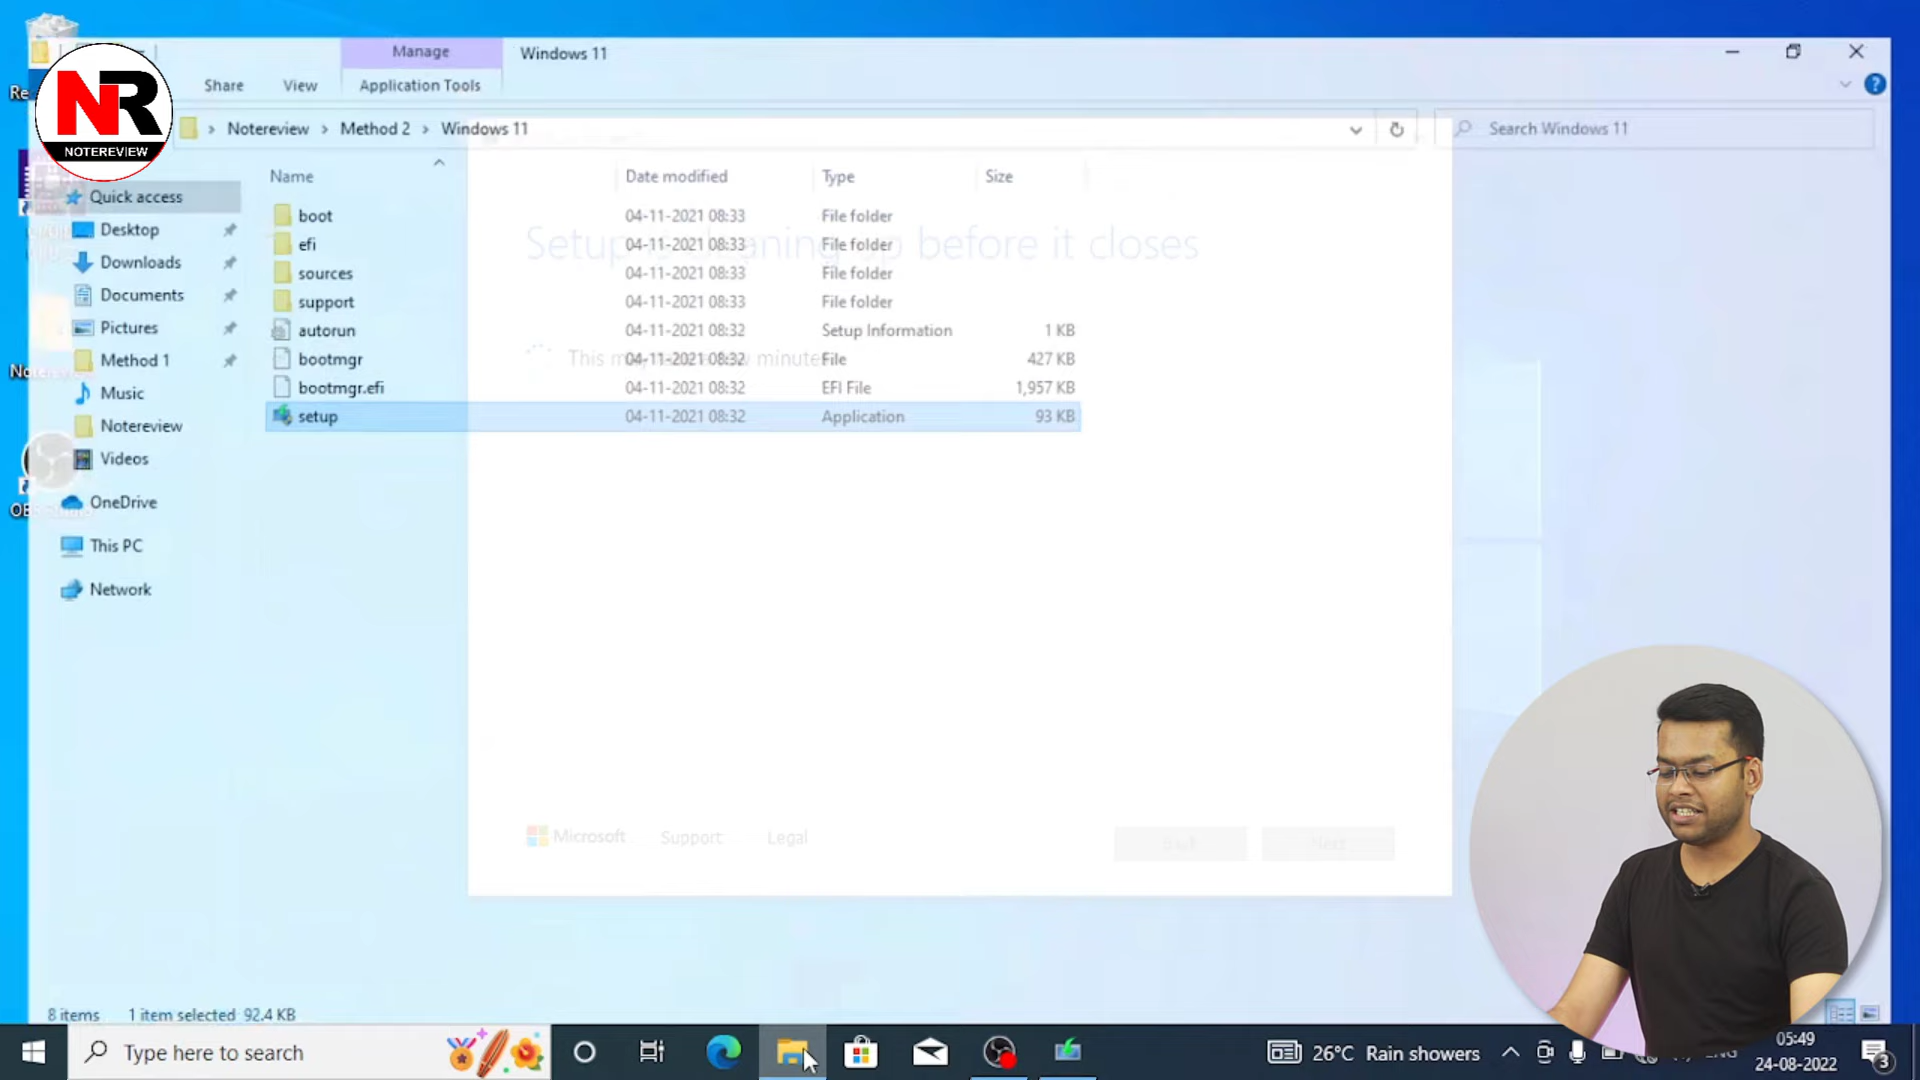 Manage
Windows 11
Share
View
Application Tools
NR
NOTEREVIEW
Re
Notereview
Method 2
Windows 11
Search Windows 11
Name
Date modified
Type
Size
Quick access
Desktop
Downloads
Documents
Pictures
Method 1
Music
Notereview
Videos
OneDrive
This PC
Network
boot 04-11-2021 08:33 File folder
efi 04-11-2021 08:33 File folder
sources 04-11-2021 08:33 File folder
support 04-11-2021 08:33 File folder
autorun 04-11-2021 08:32 Setup Information 1 KB
bootmgr 04-11-2021 08:32 File 427 KB
bootmgr.efi 04-11-2021 08:32 EFI File 1,957 KB
setup 04-11-2021 08:32 Application 93 KB
Setup is cleaning up before it closes
This may take a few minutes
Microsoft
Support
Legal
Next
8 items
1 item selected 92.4 KB
Type here to search
26°C Rain showers
ENG
05:49
24-08-2022
3